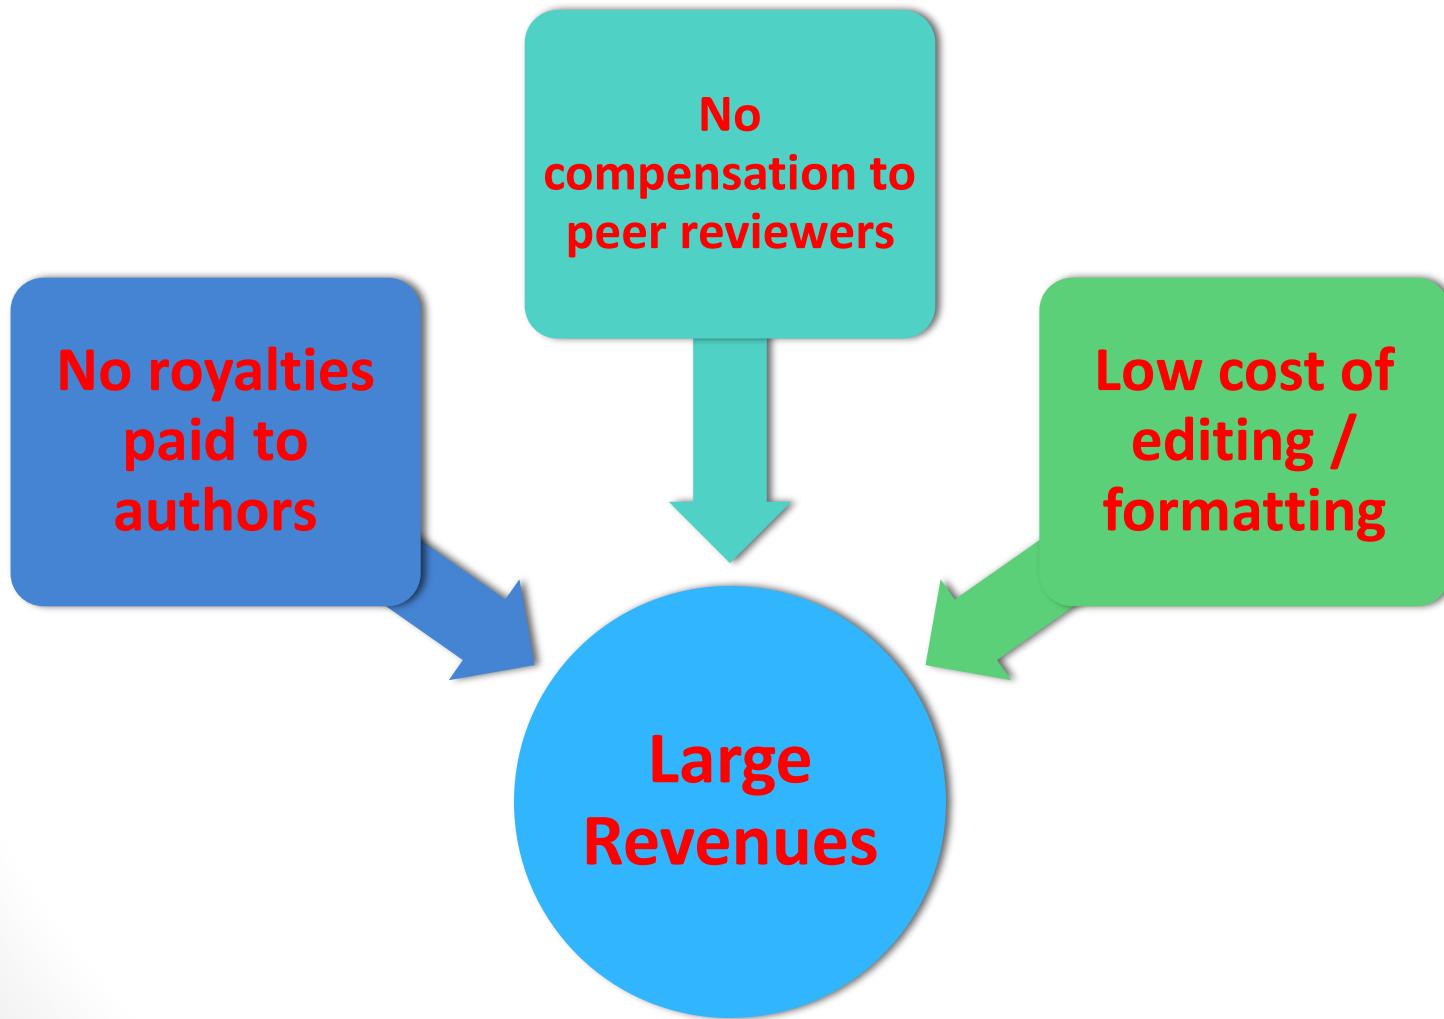 No
compensation to
peer reviewers
No royalties
paid to
authors
Low cost of
editing /
formatting
Large
Revenues